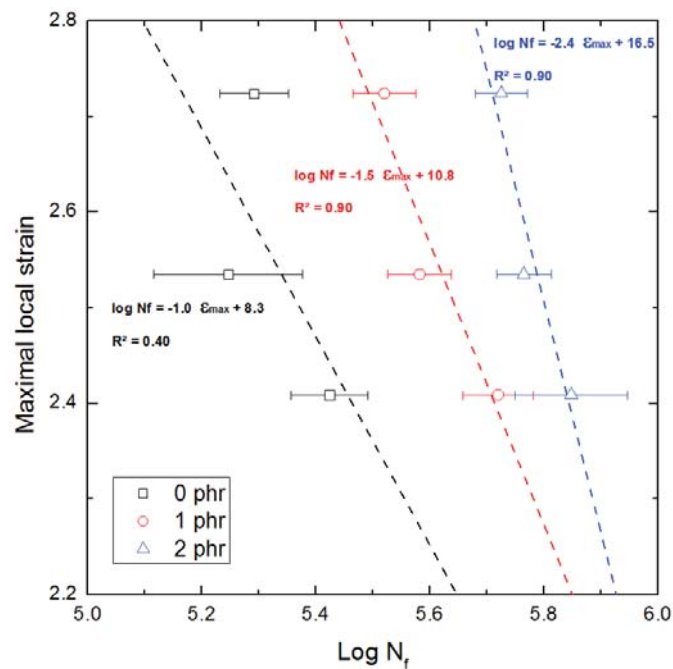 2.8
log Nf = -2.4 εmax + 16.5
R² = 0.90
log Nf = -1.5 εmax + 10.8
R² = 0.90
2.6
Maximal local strain
log Nf = -1.0 εmax + 8.3
R² = 0.40
2.4
0 phr
1 phr
2 phr
2.2
5.0 5.2 5.4 5.6 5.8 6.0
Log Nf